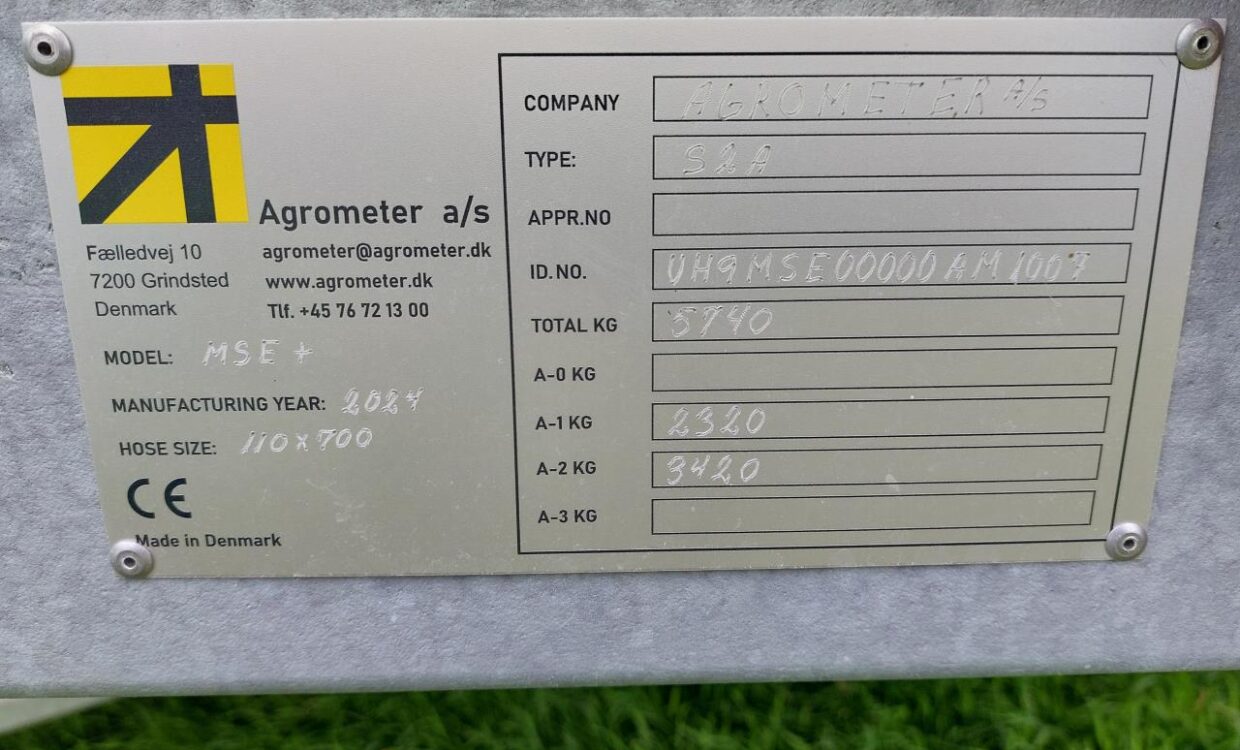 Agrometer a/s
Fælledvej 10
7200 Grindsted
Denmark
agrometer@agrometer.dk
www.agrometer.dk
Tlf. +45 76 72 13 00
MODEL: MSE +
MANUFACTURING YEAR: 2024
HOSE SIZE: 110 x 700
CE
Made in Denmark
COMPANY AGROMETER A/S
TYPE: S2A
APPR.NO
ID.NO. UH9MSE00000AM1007
TOTAL KG 5740
A-0 KG
A-1 KG 2320
A-2 KG 3420
A-3 KG